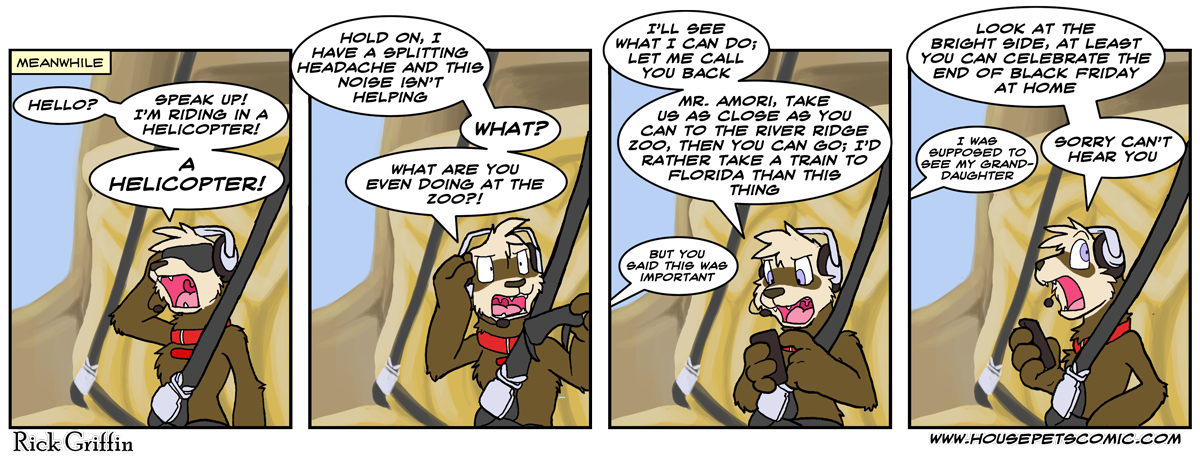 MEANWHILE
HELLO?
SPEAK UP!
I'M RIDING IN A
HELICOPTER!
A
HELICOPTER!
HOLD ON, I
HAVE A SPLITTING
HEADACHE AND THIS
NOISE ISN'T
HELPING
WHAT?
WHAT ARE YOU
EVEN DOING AT THE
ZOO?!
I'LL SEE
WHAT I CAN DO;
LET ME CALL
YOU BACK
MR. AMORI, TAKE
US AS CLOSE AS YOU
CAN TO THE RIVER RIDGE
ZOO, THEN YOU CAN GO; I'D
RATHER TAKE A TRAIN TO
FLORIDA THAN THIS
THING
BUT YOU
SAID THIS WAS
IMPORTANT
LOOK AT THE
BRIGHT SIDE, AT LEAST
YOU CAN CELEBRATE THE
END OF BLACK FRIDAY
AT HOME
I WAS
SUPPOSED TO
SEE MY GRAND-
DAUGHTER
SORRY CAN'T
HEAR YOU
Rick Griffin
WWW.HOUSEPETSCOMIC.COM